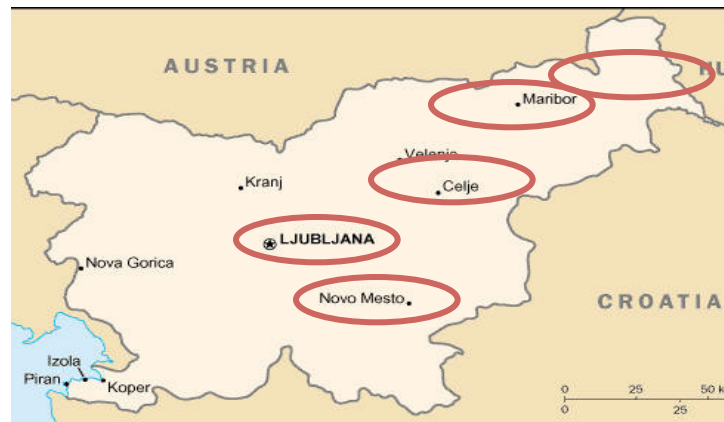 AUSTRIA
HU
Maribor
Velenje
Kranj
Celje
LJUBLJANA
Nova Gorica
Novo Mesto
CROATIA
Izola
Piran
Koper
0 25 50 k
0 25